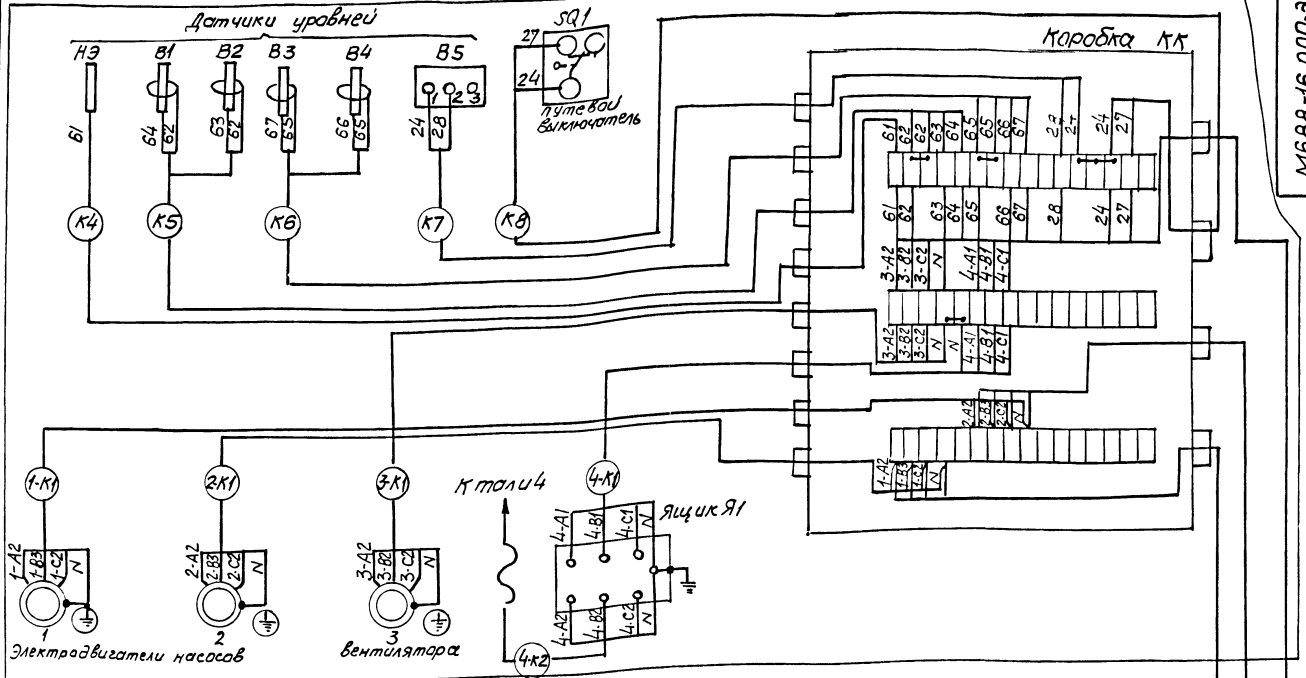 Датчики уровней
НЭ В1 В2 В3 В4 В5
SQ1
27
24
путевой
выключатель
1 2 3
61
64 62
63 62
67 65
66 65
24 28
К4 К5 К6 К7 К8
Коробка КК
61 62 62 63 64 65 65 66 67 28 27 24 27
61 62 63 64 65 66 67 28 24 27
3-А2 3-В2 3-С2 N 4-А1 4-В1 4-С1
3-А2 3-В2 3-С2 N N 4-А1 4-В1 4-С1
2-А2 2-В3 2-С2 N
1-А2 1-В3 1-С2 N
1-К1 2-К1 3-К1 4-К1
К тали 4
Ящик Я1
4-А1 4-В1 4-С1 N
4-А2 4-В2 4-С2 N
4-К2
1-А2 1-В3 1-С2 N
2-А2 2-В3 2-С2 N
3-А2 3-В2 3-С2 N
1 2 3
Электродвигатели насосов
вентилятора